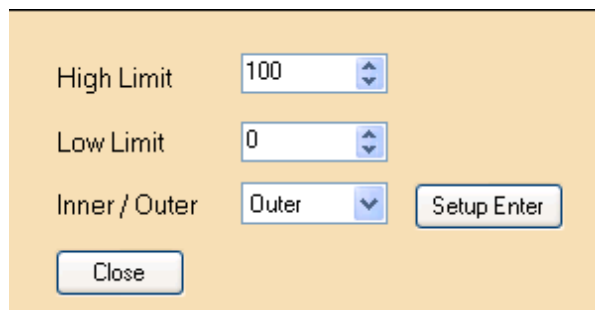 High Limit 100
Low Limit 0
Inner / Outer Outer Setup Enter
Close